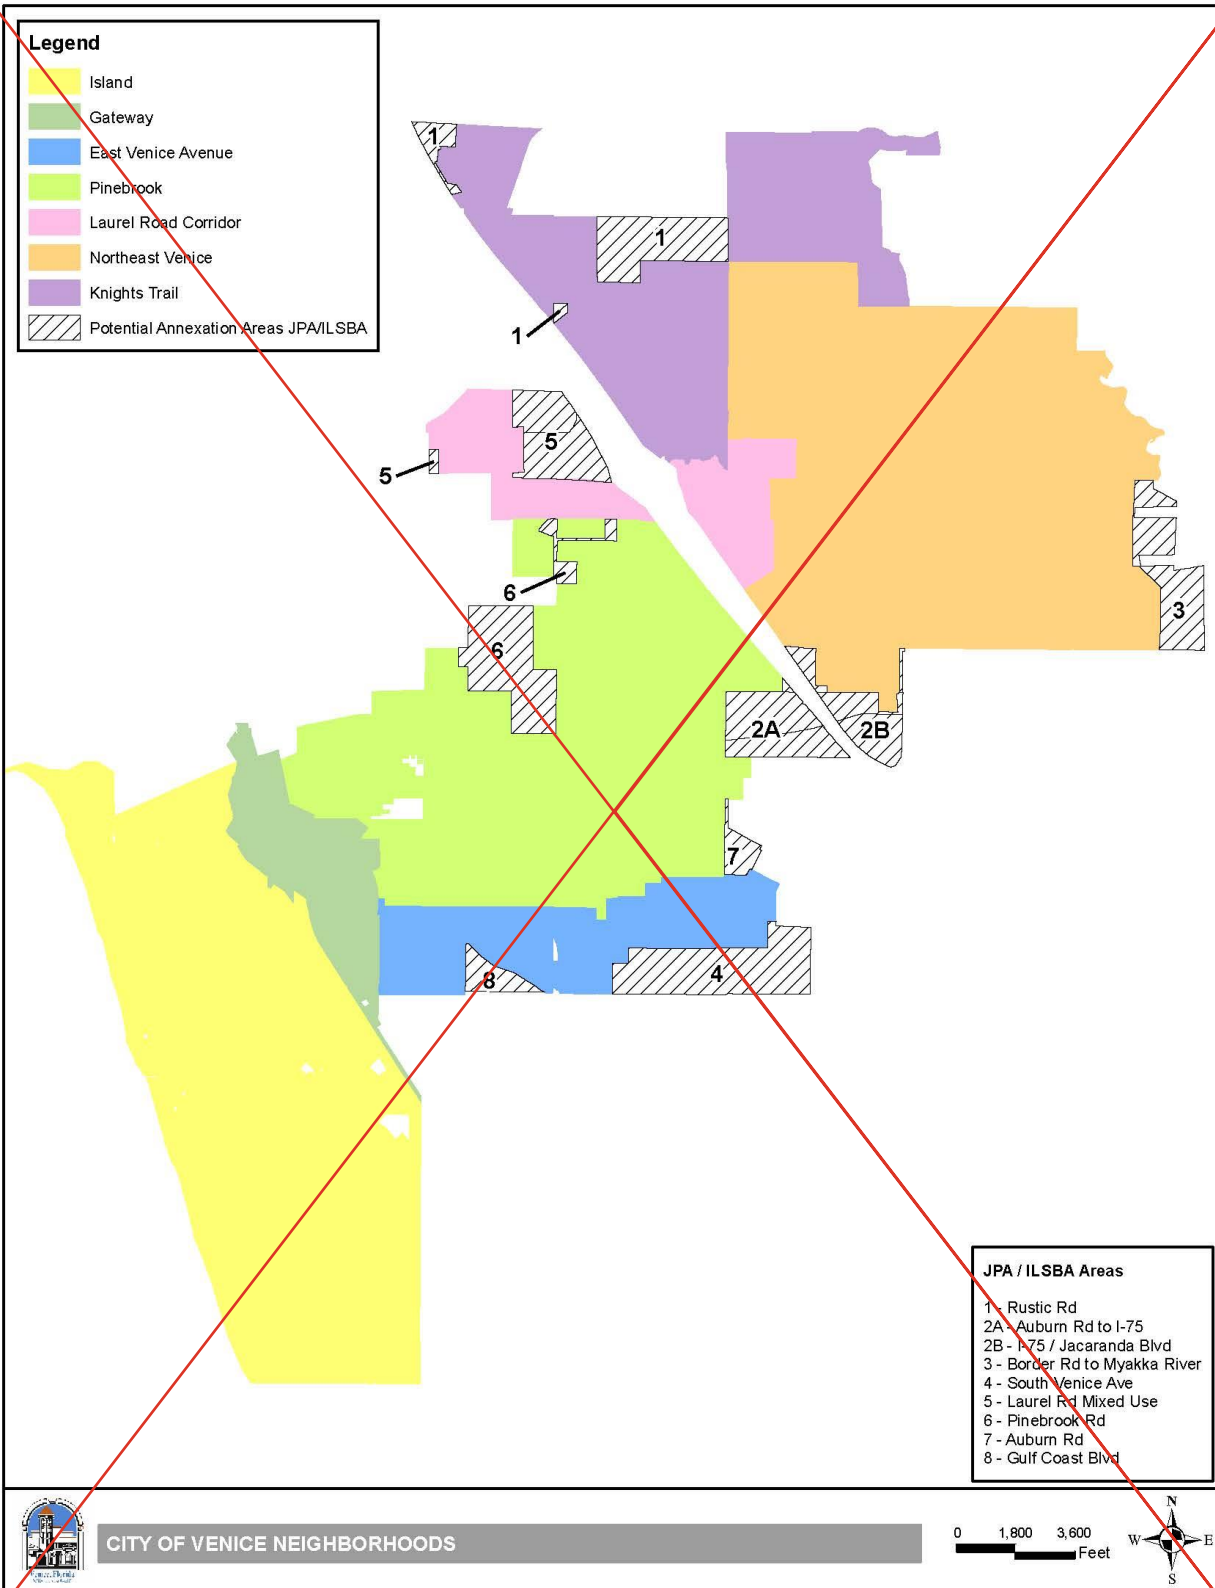 Legend
Island
Gateway
East Venice Avenue
Pinebrook
Laurel Road Corridor
Northeast Venice
Knights Trail
Potential Annexation Areas JPA/ILSBA
1
1
1
5
5
6
6
3
2A
2B
7
8
4
JPA / ILSBA Areas
1 - Rustic Rd
2A - Auburn Rd to I-75
2B - I-75 / Jacaranda Blvd
3 - Border Rd to Myakka River
4 - South Venice Ave
5 - Laurel Rd Mixed Use
6 - Pinebrook Rd
7 - Auburn Rd
8 - Gulf Coast Blvd
Venice, Florida
CITY OF VENICE NEIGHBORHOODS
0 1,800 3,600
Feet
N
W E
S